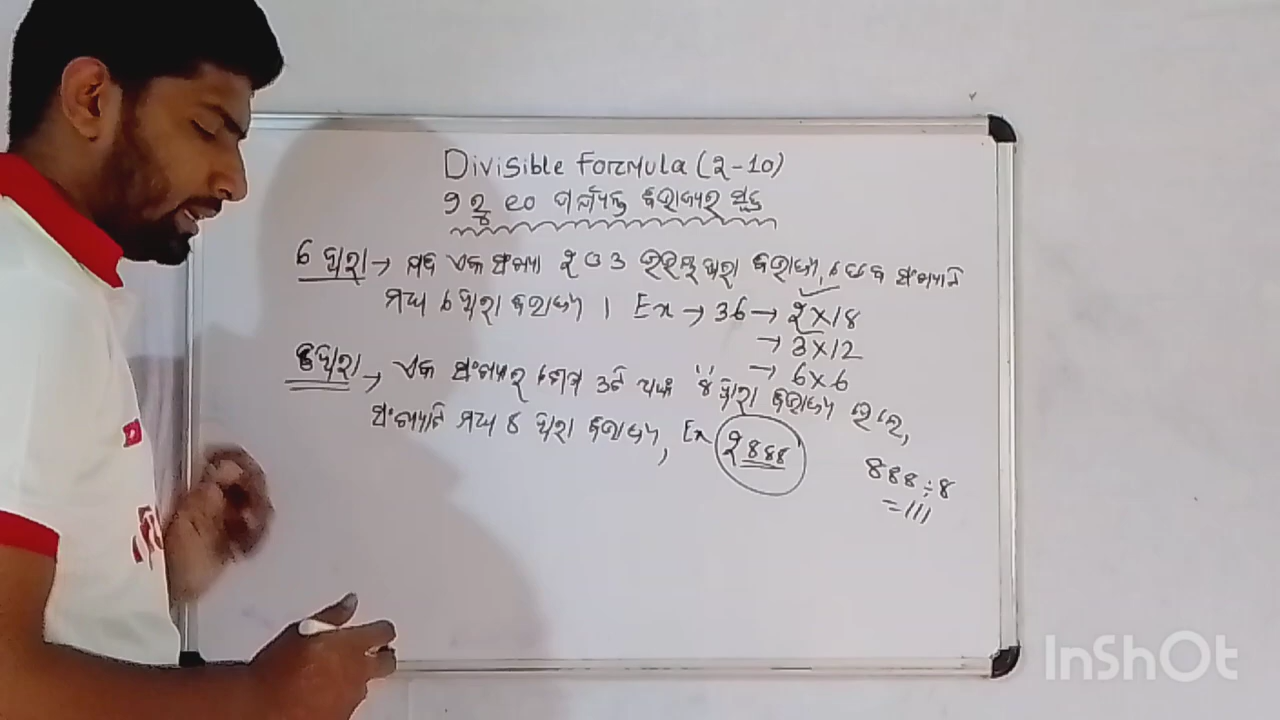 Divisible Formula (2-10)
୨ ରୁ ୧୦ ପର୍ଯ୍ୟନ୍ତ ବିଭାଜ୍ୟର ସୂତ୍ର
6 ଦ୍ୱାରା → ଯଦି ଏକ ସଂଖ୍ୟା 2 ଓ 3 ଦ୍ୱାରା ବିଭାଜ୍ୟ, ତେବେ ସଂଖ୍ୟାଟି
ମଧ୍ୟ 6 ଦ୍ୱାରା ବିଭାଜ୍ୟ । Ex → 36 → 2×18
→ 3×12
→ 6×6
8 ଦ୍ୱାରା → ଏକ ସଂଖ୍ୟାର ଶେଷ 3ଟି ଅଙ୍କ "8" ଦ୍ୱାରା ବିଭାଜ୍ୟ ହେଲେ,
ସଂଖ୍ୟାଟି ମଧ୍ୟ 8 ଦ୍ୱାରା ବିଭାଜ୍ୟ, Ex 2888
888÷8
=111
InShOt